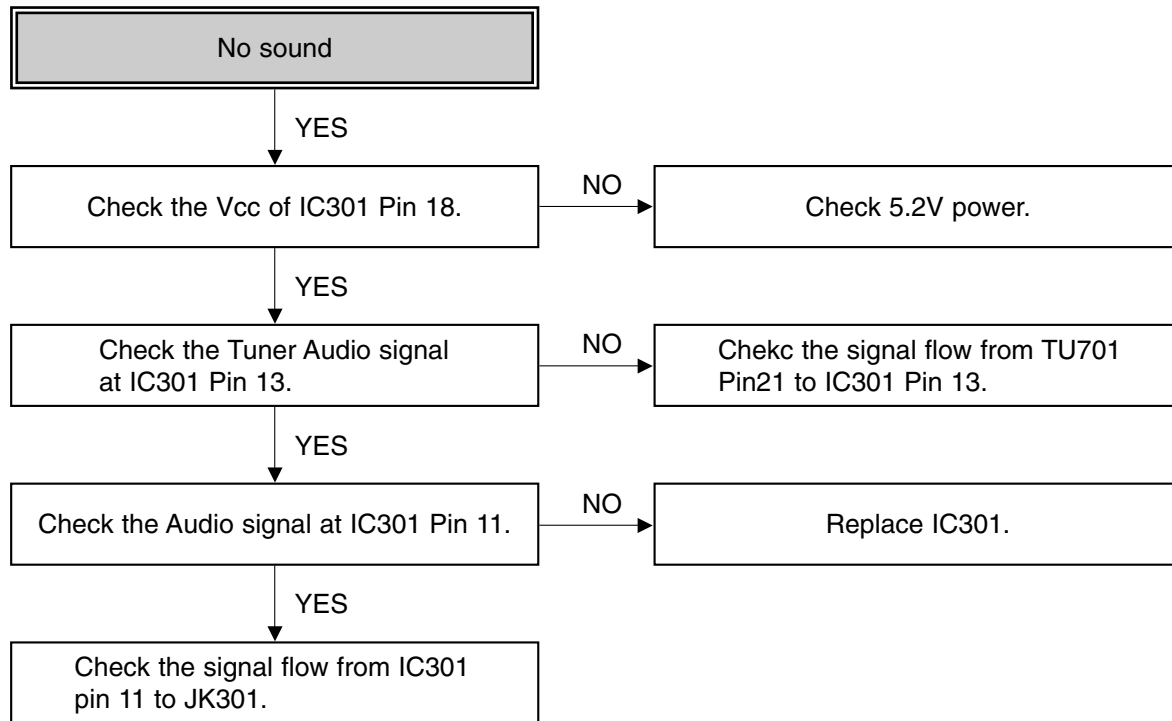 No sound
YES
Check the Vcc of IC301 Pin 18.
NO
Check 5.2V power.
YES
Check the Tuner Audio signal
at IC301 Pin 13.
NO
Chekc the signal flow from TU701
Pin21 to IC301 Pin 13.
YES
Check the Audio signal at IC301 Pin 11.
NO
Replace IC301.
YES
Check the signal flow from IC301
pin 11 to JK301.